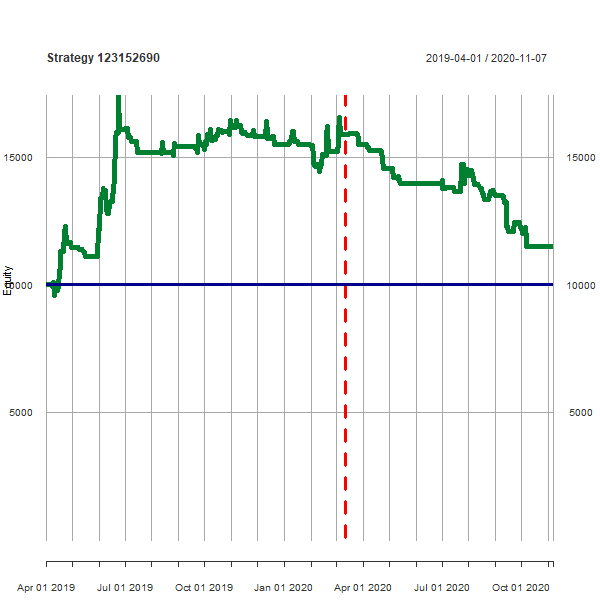 Strategy 123152690
2019-04-01 / 2020-11-07
15000
15000
Equity
10000
10000
5000
5000
Apr 01 2019
Jul 01 2019
Oct 01 2019
Jan 01 2020
Apr 01 2020
Jul 01 2020
Oct 01 2020